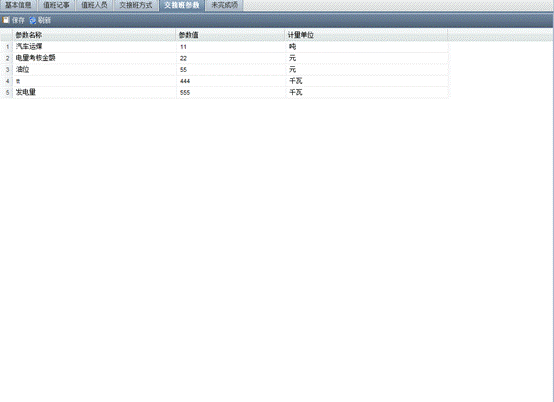 基本信息 值班记事 值班人员 交接班方式 交接班参数 未完成项
保存 刷新
参数名称 参数值 计量单位
1 汽车运煤 11 吨
2 电量考核金额 22 元
3 油位 55 元
4 tt 444 千瓦
5 发电量 555 千瓦